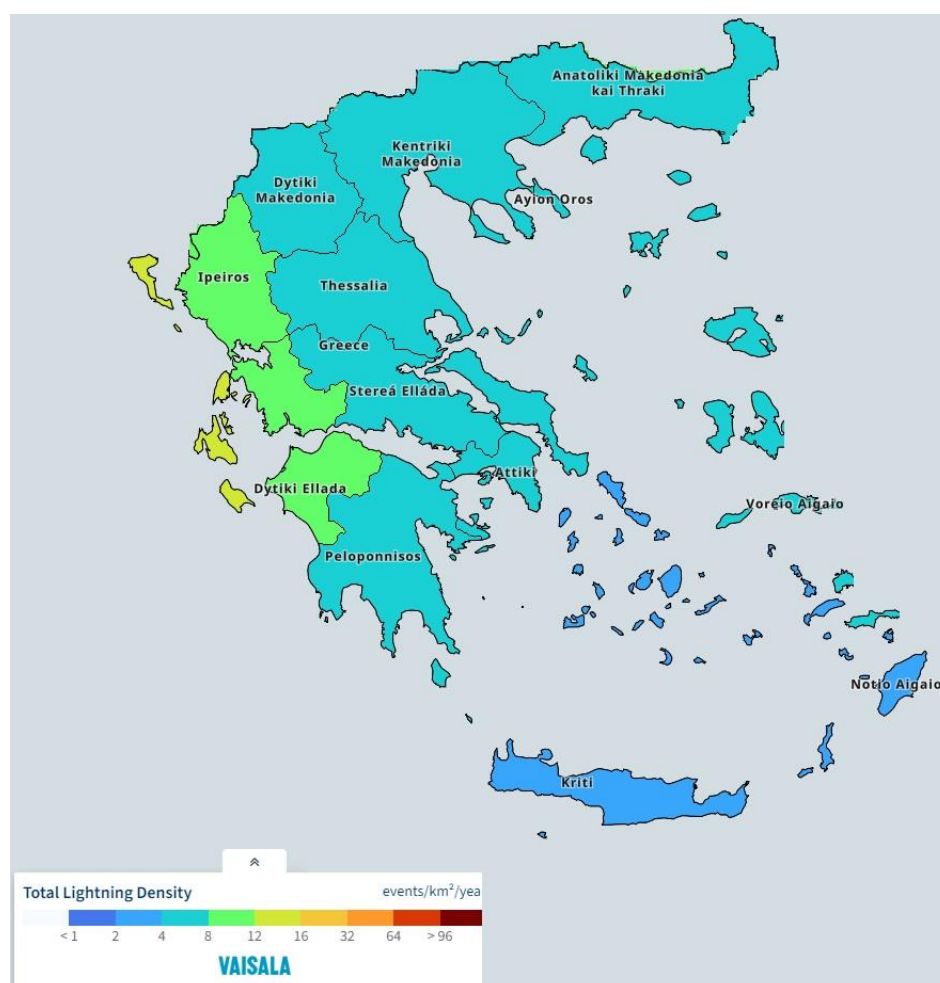 Anatoliki Makedonia
kai Thraki
Kentriki
Makedonia
Dytiki
Makedonia
Ayion Oros
Ipeiros
Thessalia
Greece
Stereá Elláda
Attiki
Dytiki Ellada
Voreio Aigaio
Peloponnisos
Notio Aigaio
Kriti
Total Lightning Density
events/km²/yea
< 1 2 4 8 12 16 32 64 > 96
VAISALA